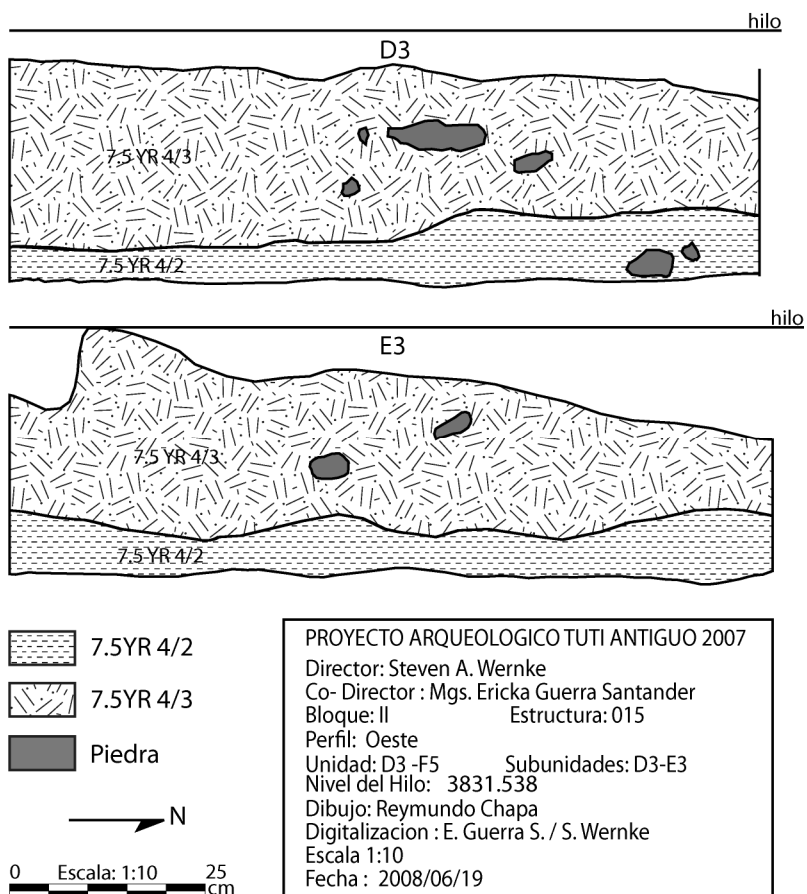 hilo
D3
7.5 YR 4/3
7.5 YR 4/2
hilo
E3
7.5 YR 4/3
7.5 YR 4/2
7.5YR 4/2
7.5YR 4/3
Piedra
N
0 Escala: 1:10 25
cm
PROYECTO ARQUEOLOGICO TUTI ANTIGUO 2007
Director: Steven A. Wernke
Co- Director : Mgs. Ericka Guerra Santander
Bloque: II Estructura: 015
Perfil: Oeste
Unidad: D3 -F5 Subunidades: D3-E3
Nivel del Hilo: 3831.538
Dibujo: Reymundo Chapa
Digitalizacion : E. Guerra S. / S. Wernke
Escala 1:10
Fecha : 2008/06/19